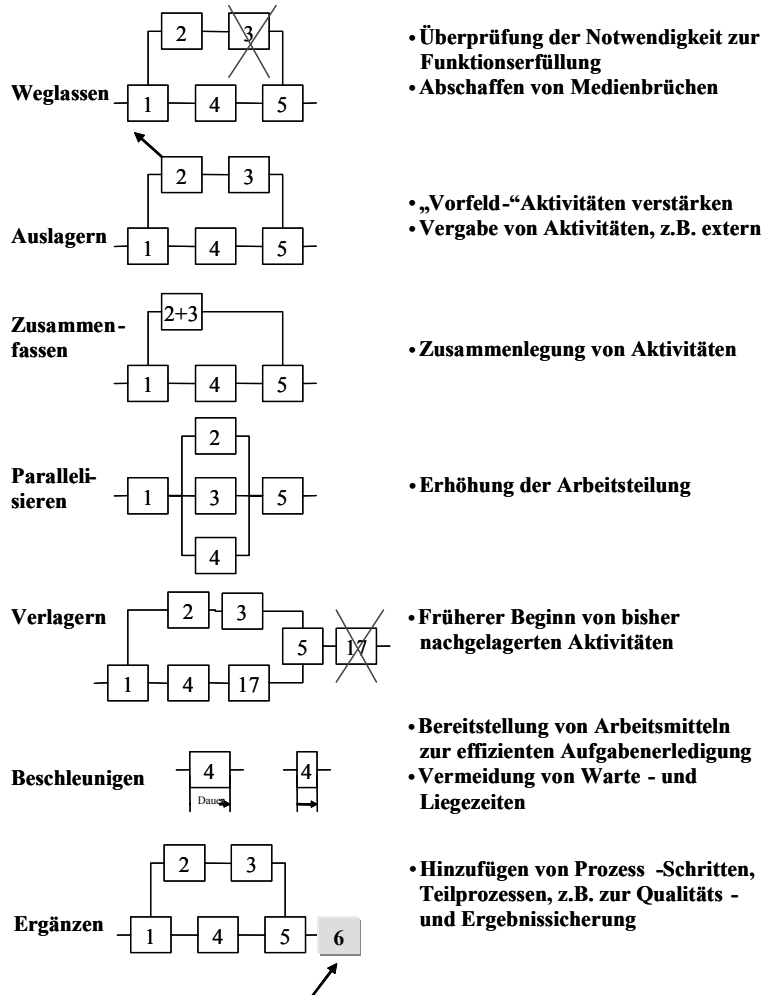 2 3
Weglassen
1 4 5
• Überprüfung der Notwendigkeit zur
Funktionserfüllung
• Abschaffen von Medienbrüchen
2 3
Auslagern
1 4 5
• „Vorfeld-“Aktivitäten verstärken
• Vergabe von Aktivitäten, z.B. extern
2+3
Zusammen-
fassen
1 4 5
• Zusammenlegung von Aktivitäten
2
Paralleli-
sieren
1 3 5
4
• Erhöhung der Arbeitsteilung
Verlagern
2 3
5 17
1 4 17
• Früherer Beginn von bisher
nachgelagerten Aktivitäten
Beschleunigen
4 4
Dauer
• Bereitstellung von Arbeitsmitteln
zur effizienten Aufgabenerledigung
• Vermeidung von Warte - und
Liegezeiten
2 3
Ergänzen
1 4 5 6
• Hinzufügen von Prozess -Schritten,
Teilprozessen, z.B. zur Qualitäts -
und Ergebnissicherung